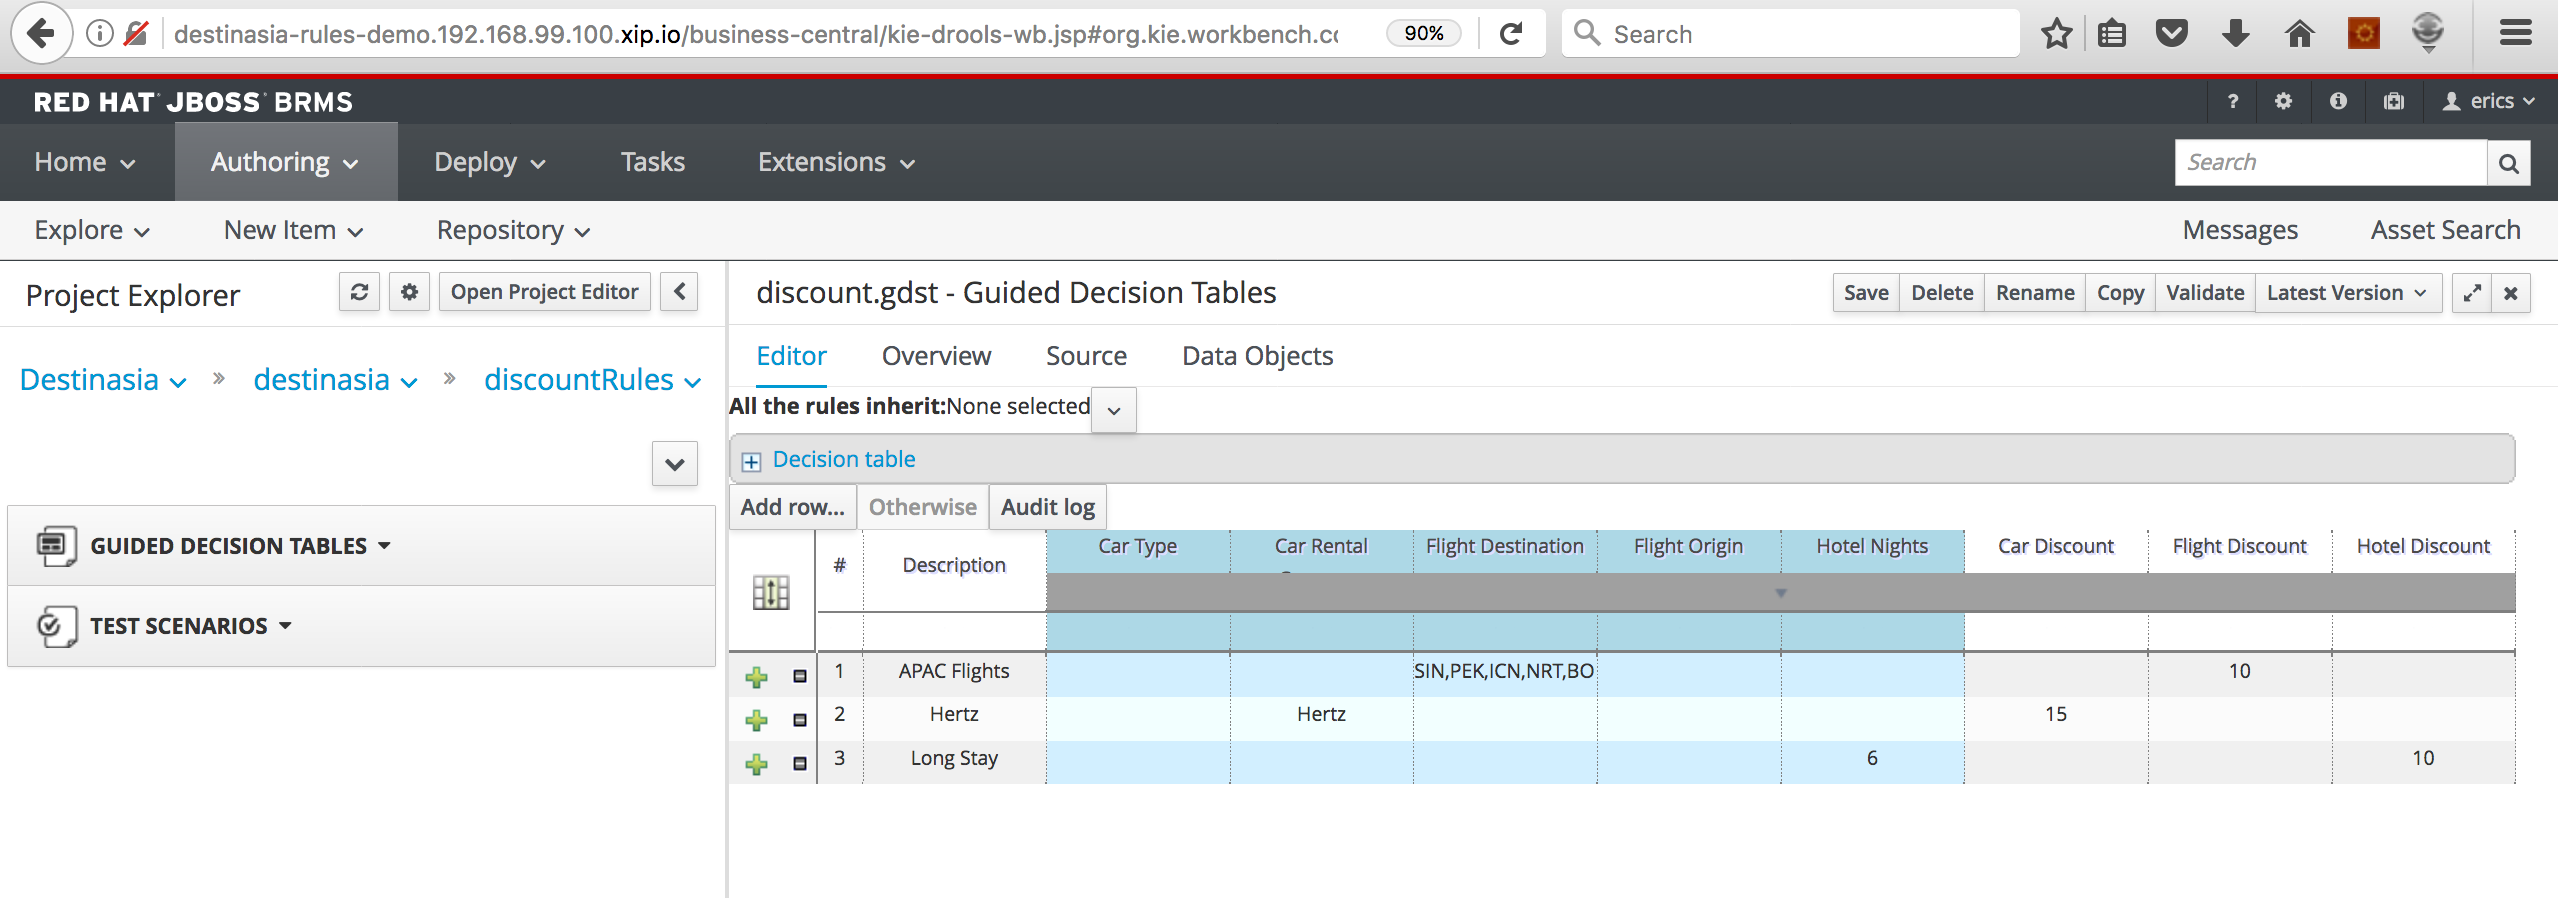 destinasia-rules-demo.192.168.99.100.xip.io/business-central/kie-drools-wb.jsp#org.kie.workbench.cc 90% Search
RED HAT JBOSS BRMS ? erics
Home Authoring Deploy Tasks Extensions Search
Explore New Item Repository Messages Asset Search
Project Explorer Open Project Editor
Destinasia » destinasia » discountRules
GUIDED DECISION TABLES
TEST SCENARIOS
discount.gdst - Guided Decision Tables Save Delete Rename Copy Validate Latest Version
Editor Overview Source Data Objects
All the rules inherit:None selected
Decision table
Add row... Otherwise Audit log
# Description Car Type Car Rental Flight Destination Flight Origin Hotel Nights Car Discount Flight Discount Hotel Discount
1 APAC Flights SIN,PEK,ICN,NRT,BO 10
2 Hertz Hertz 15
3 Long Stay 6 10